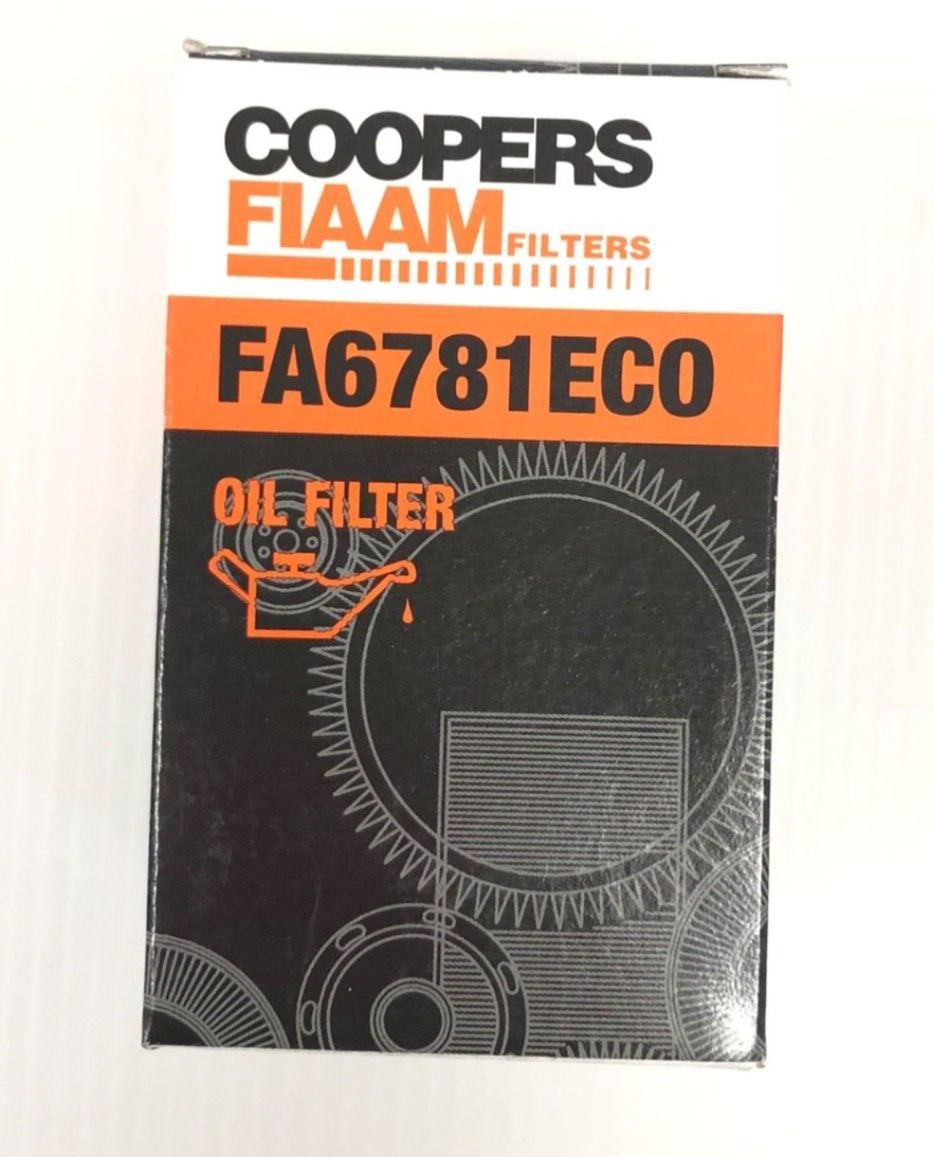 COOPERS
FIAAM FILTERS
FA6781ECO
OIL FILTER